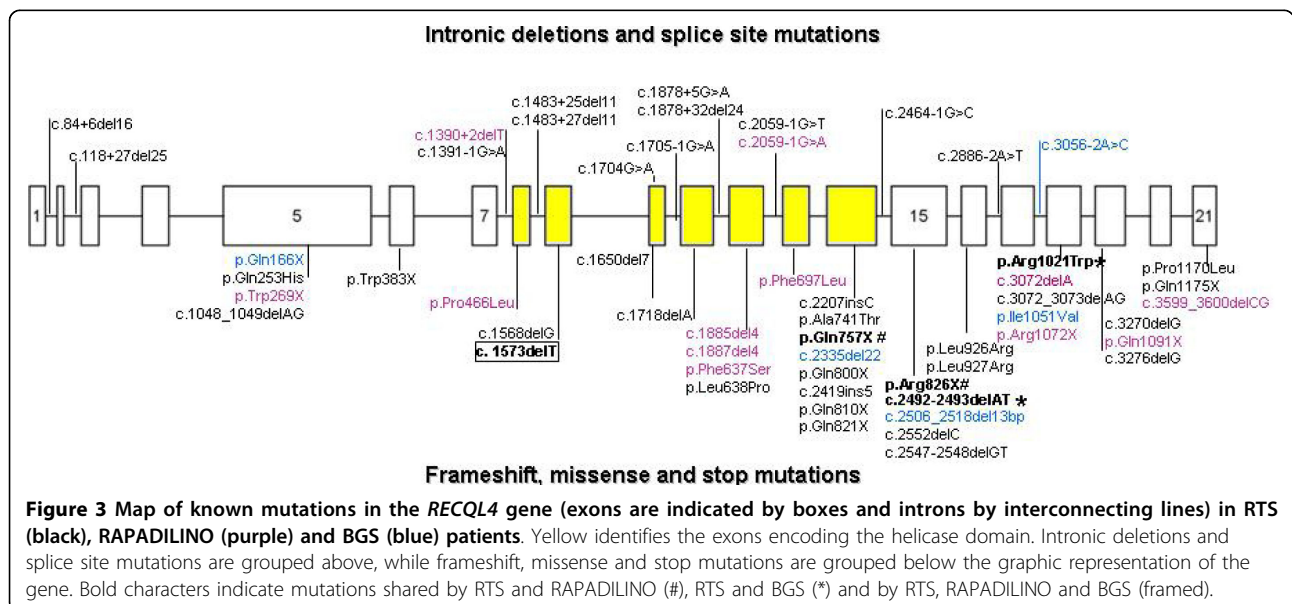 Intronic deletions and splice site mutations
c.84+6del16
c.118+27del25
c.1390+2delT
c.1391-1G>A
c.1483+25del11
c.1483+27del11
c.1704G>A
c.1705-1G>A
c.1878+5G>A
c.1878+32del24
c.2059-1G>T
c.2059-1G>A
c.2464-1G>C
c.2886-2A>T
c.3056-2A>C
1
5
7
15
21
p.Gln166X
p.Gln253His
p.Trp269X
c.1048_1049delAG
p.Trp383X
p.Pro466Leu
c.1568delG
c. 1573delT
c.1650del7
c.1718delA
c.1885del4
c.1887del4
p.Phe637Ser
p.Leu638Pro
p.Phe697Leu
c.2207insC
p.Ala741Thr
p.Gln757X #
c.2335del22
p.Gln800X
c.2419ins5
p.Gln810X
p.Gln821X
p.Arg826X#
c.2492-2493delAT *
c.2506_2518del13bp
c.2552delC
c.2547-2548delGT
p.Leu926Arg
p.Leu927Arg
p.Arg1021Trp*
c.3072delA
c.3072_3073delAG
p.Ile1051Val
p.Arg1072X
c.3270delG
p.Gln1091X
c.3276delG
p.Pro1170Leu
p.Gln1175X
c.3599_3600delCG
Frameshift, missense and stop mutations
Figure 3 Map of known mutations in the RECQL4 gene (exons are indicated by boxes and introns by interconnecting lines) in RTS
(black), RAPADILINO (purple) and BGS (blue) patients. Yellow identifies the exons encoding the helicase domain. Intronic deletions and
splice site mutations are grouped above, while frameshift, missense and stop mutations are grouped below the graphic representation of the
gene. Bold characters indicate mutations shared by RTS and RAPADILINO (#), RTS and BGS (*) and by RTS, RAPADILINO and BGS (framed).